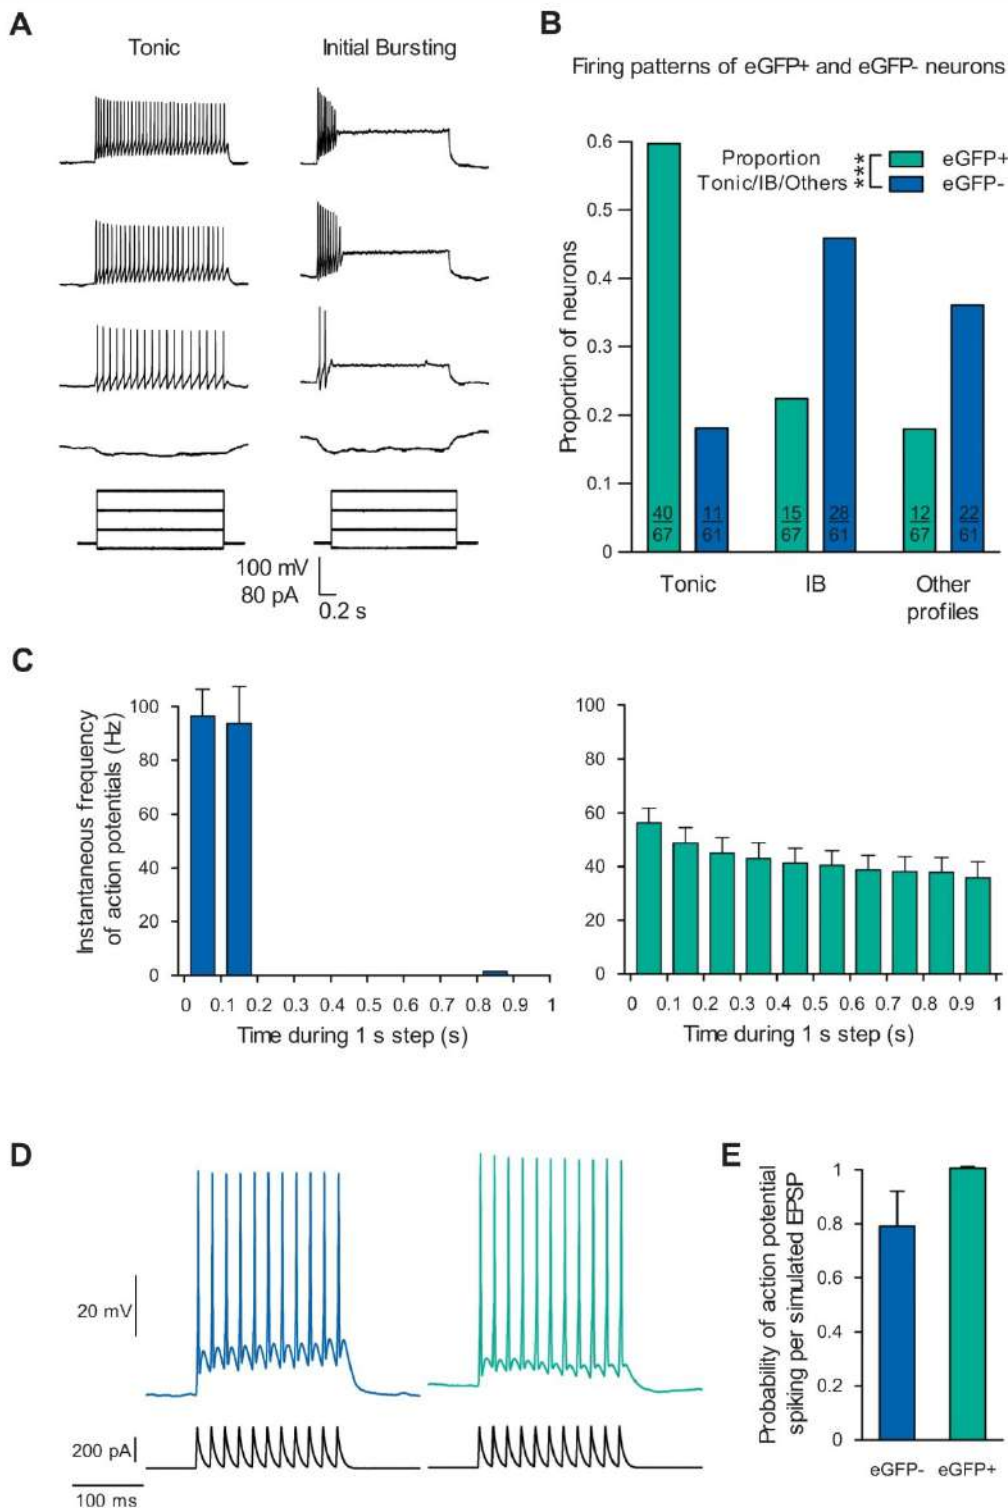 A
Tonic
Initial Bursting
100 mV
80 pA
0.2 s
B
Firing patterns of eGFP+ and eGFP- neurons
Proportion of neurons
0.6
0.5
0.4
0.3
0.2
0.1
0
Proportion
Tonic/IB/Others
***
eGFP+
eGFP-
40
67
11
61
15
67
28
61
12
67
22
61
Tonic
IB
Other
profiles
C
Instantaneous frequency
of action potentials (Hz)
100
80
60
40
20
0
0 0.1 0.2 0.3 0.4 0.5 0.6 0.7 0.8 0.9 1
Time during 1 s step (s)
100
80
60
40
20
0
0 0.1 0.2 0.3 0.4 0.5 0.6 0.7 0.8 0.9 1
Time during 1 s step (s)
D
20 mV
200 pA
100 ms
E
Probability of action potential
spiking per simulated EPSP
1
0.8
0.6
0.4
0.2
0
eGFP- eGFP+